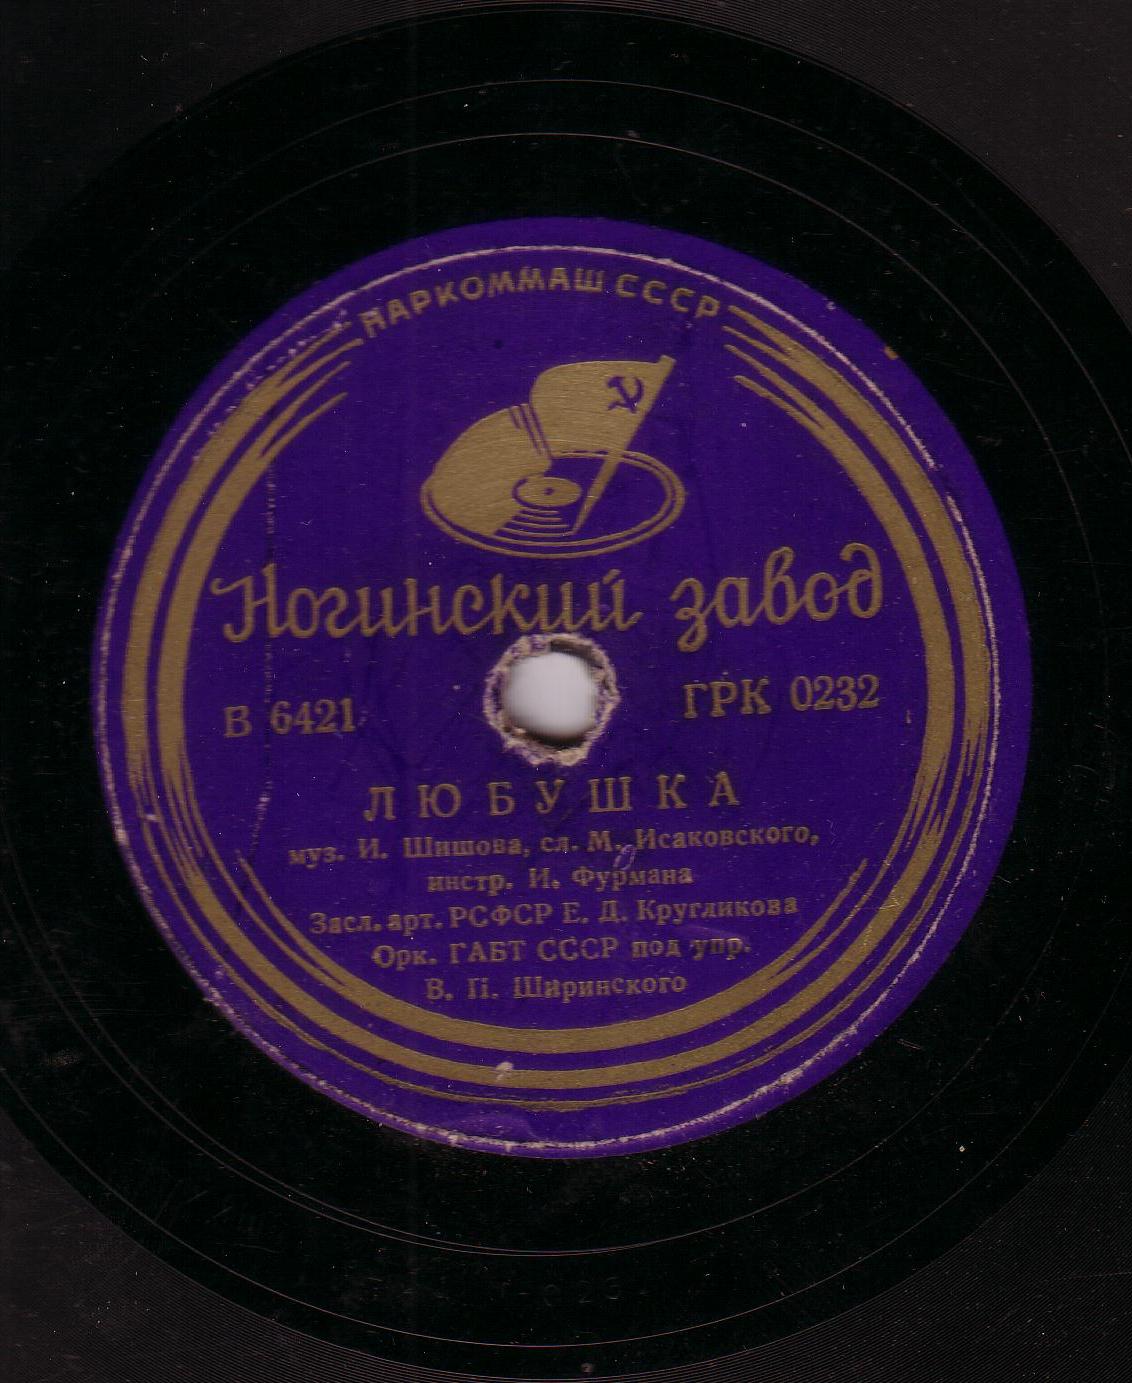 НАРКОММАШ СССР
Ногинский завод
В 6421
ГРК 0232
ЛЮБУШКА
муз. И. Шишова, сл. М. Исаковского,
инстр. И. Фурмана
Засл. арт. РСФСР Е. Д. Кругликова
Орк. ГАБТ СССР под упр.
В. П. Ширинского